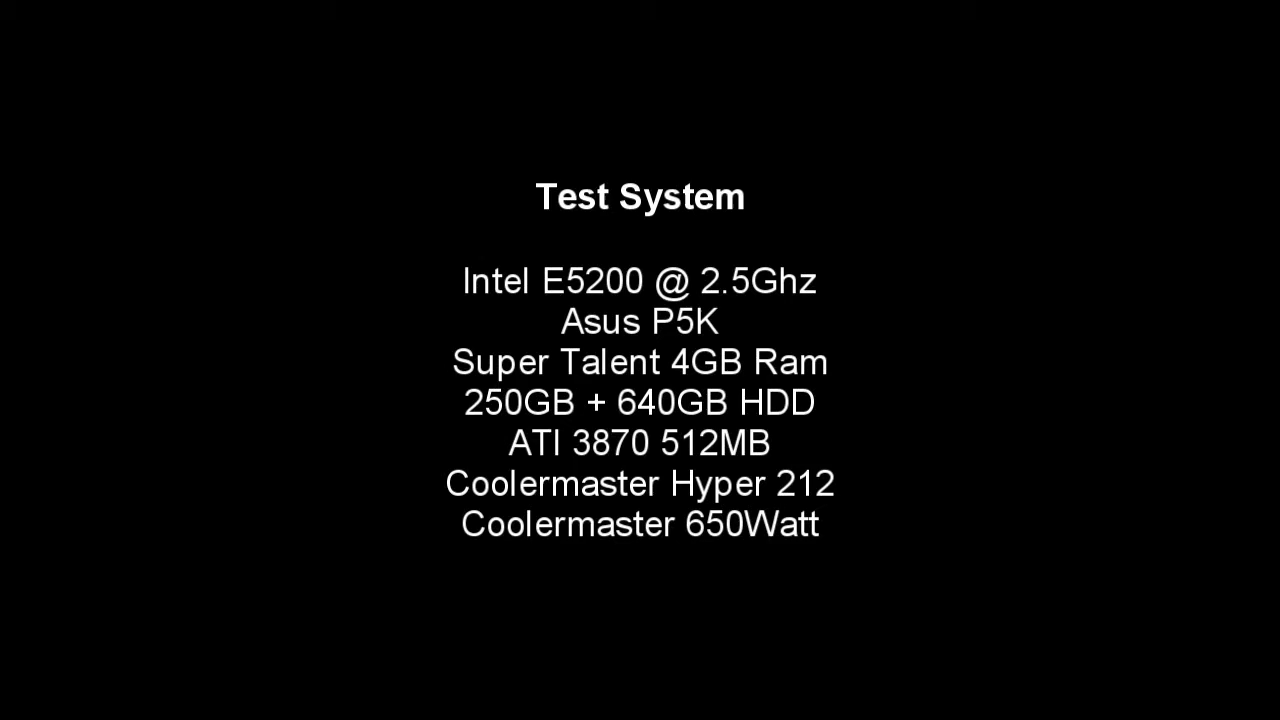 Test System
Intel E5200 @ 2.5Ghz
Asus P5K
Super Talent 4GB Ram
250GB + 640GB HDD
ATI 3870 512MB
Coolermaster Hyper 212
Coolermaster 650Watt